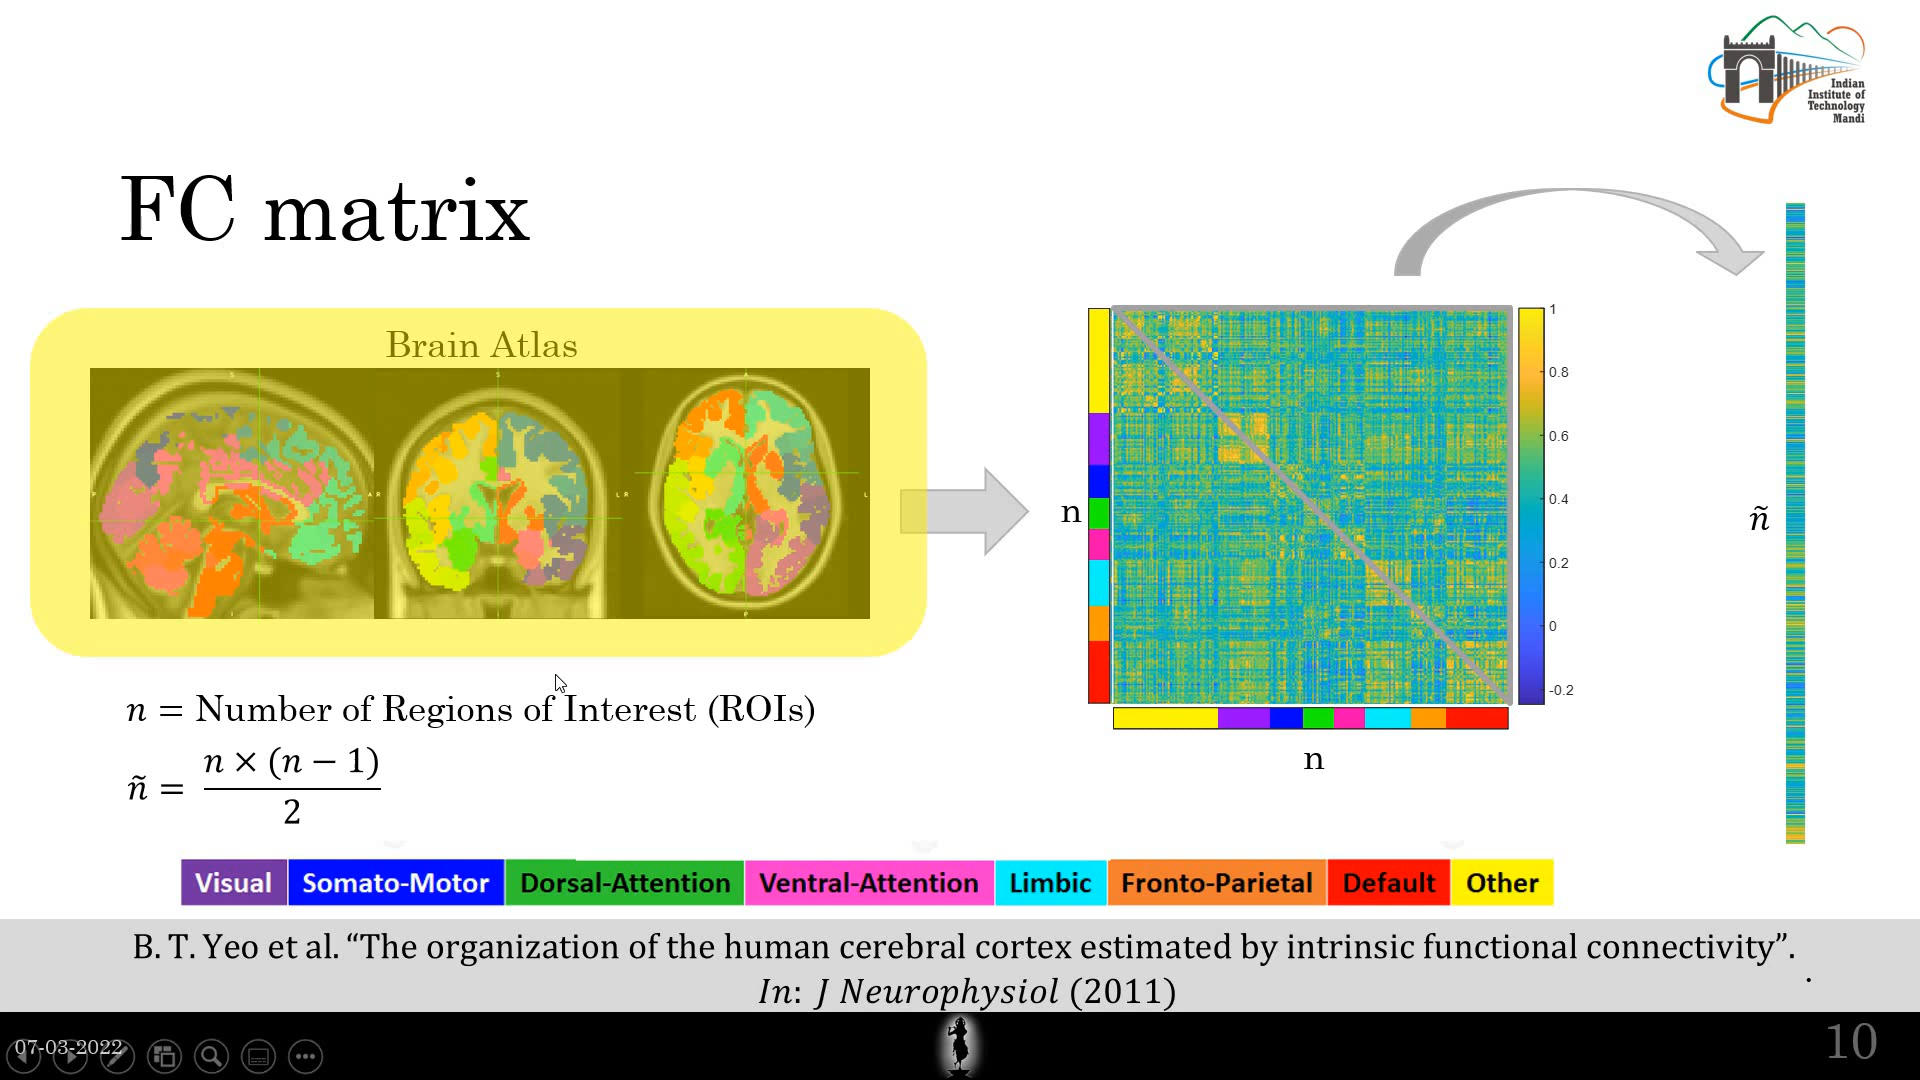 Indian
Institute of
Technology
Mandi
FC matrix
Brain Atlas
S
S
A
P
A R
L R
L
I
P
n = Number of Regions of Interest (ROIs)
ñ = n × (n − 1) / 2
n
n
1
0.8
0.6
0.4
0.2
0
-0.2
ñ
Visual Somato-Motor Dorsal-Attention Ventral-Attention Limbic Fronto-Parietal Default Other
B. T. Yeo et al. “The organization of the human cerebral cortex estimated by intrinsic functional connectivity”.
In: J Neurophysiol (2011)
.
07-03-2022
10